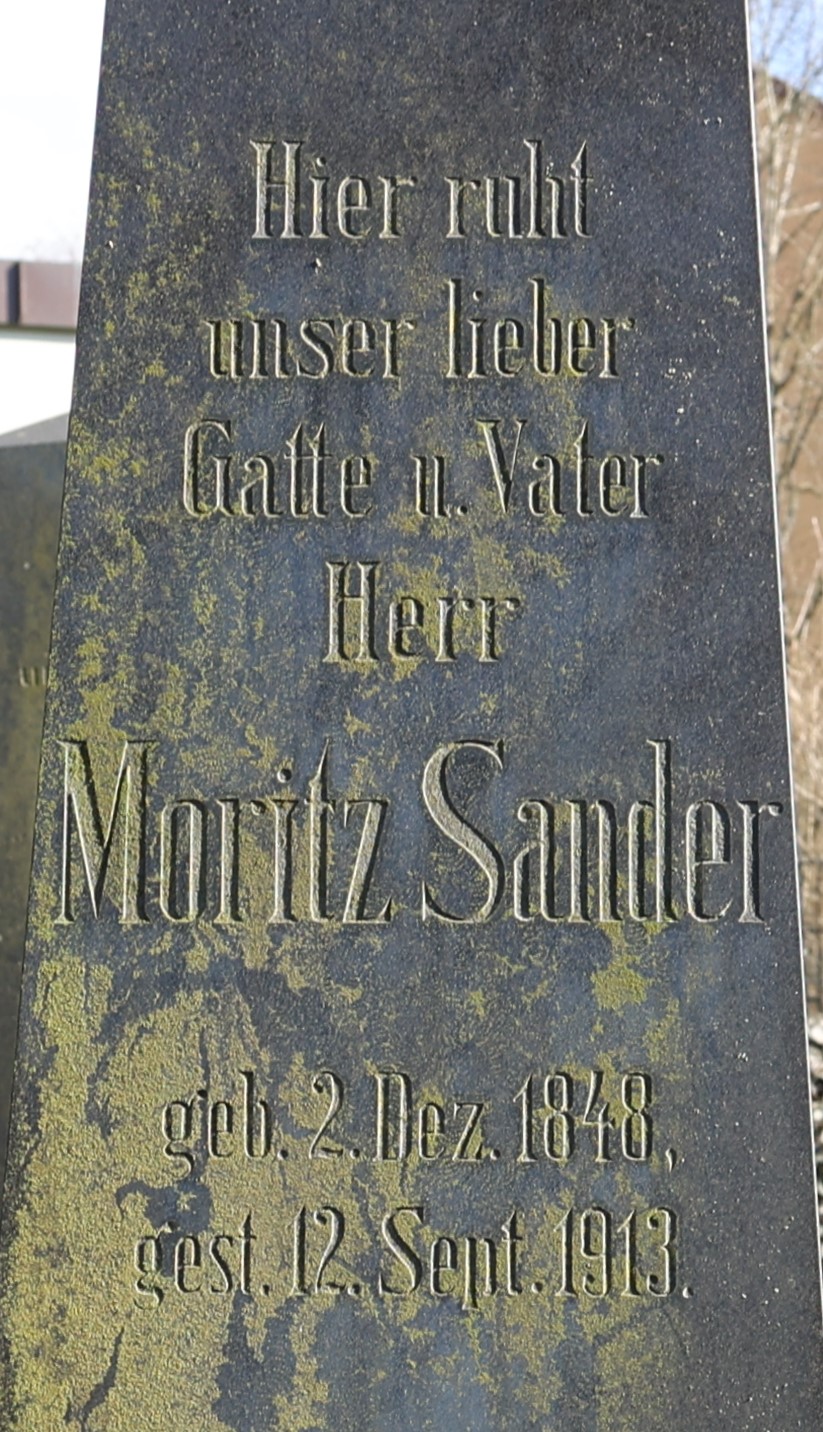 Hier ruht
unser lieber
Gatte u. Vater
Herr
Moritz Sander
geb. 2. Dez. 1848,
gest. 12. Sept. 1913.